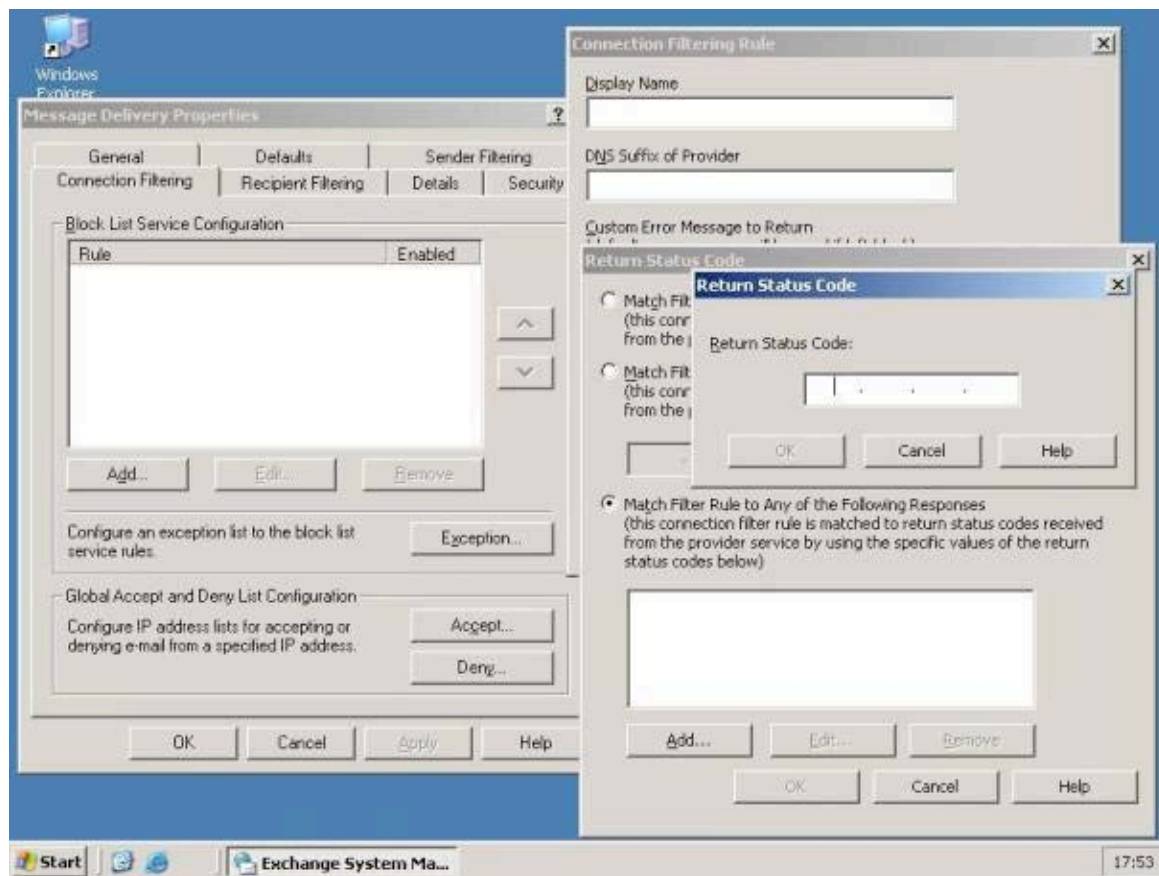 Windows
Explorer
Message Delivery Properties
?
General
Defaults
Sender Filtering
Connection Filtering
Recipient Filtering
Details
Security
Block List Service Configuration
Rule
Enabled
Add...
Edit...
Remove
Configure an exception list to the block list
service rules.
Exception...
Global Accept and Deny List Configuration
Configure IP address lists for accepting or
denying e-mail from a specified IP address.
Accept...
Deny...
OK
Cancel
Apply
Help
Connection Filtering Rule
Display Name
DNS Suffix of Provider
Custom Error Message to Return
Return Status Code
Match Filt
(this conr
from the
Match Filt
(this conr
from the
Return Status Code
Return Status Code:
OK
Cancel
Help
Match Filter Rule to Any of the Following Responses
(this connection filter rule is matched to return status codes received
from the provider service by using the specific values of the return
status codes below)
Add...
Edit...
Remove
OK
Cancel
Help
Start
Exchange System Ma...
17:53